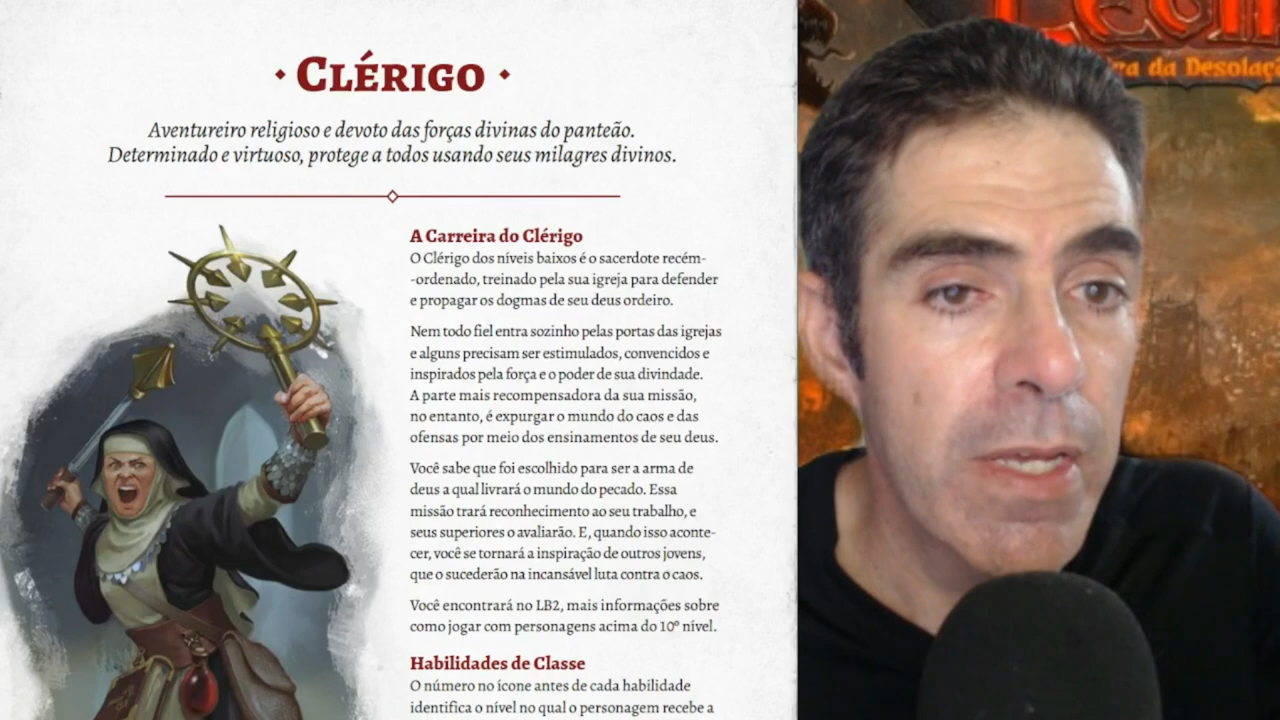 · Clérigo ·
Aventureiro religioso e devoto das forças divinas do panteão.
Determinado e virtuoso, protege a todos usando seus milagres divinos.
A Carreira do Clérigo
O Clérigo dos níveis baixos é o sacerdote recém-
-ordenado, treinado pela sua igreja para defender
e propagar os dogmas de seu deus ordeiro.
Nem todo fiel entra sozinho pelas portas das igrejas
e alguns precisam ser estimulados, convencidos e
inspirados pela força e o poder de sua divindade.
A parte mais recompensadora da sua missão,
no entanto, é expurgar o mundo do caos e das
ofensas por meio dos ensinamentos de seu deus.
Você sabe que foi escolhido para ser a arma de
deus a qual livrará o mundo do pecado. Essa
missão trará reconhecimento ao seu trabalho, e
seus superiores o avaliarão. E, quando isso aconte-
cer, você se tornará a inspiração de outros jovens,
que o sucederão na incansável luta contra o caos.
Você encontrará no LB2, mais informações sobre
como jogar com personagens acima do 10º nível.
Habilidades de Classe
O número no ícone antes de cada habilidade
identifica o nível no qual o personagem recebe a
da